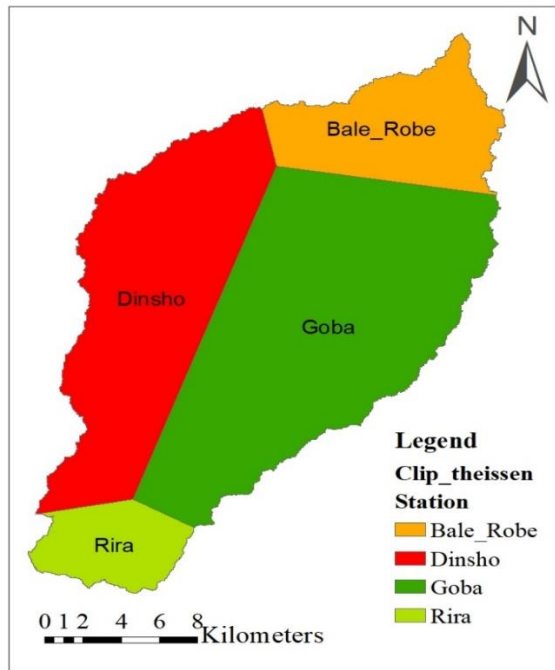 N
Bale_Robe
Dinsho
Goba
Rira
Legend
Clip_theissen
Station
Bale_Robe
Dinsho
Goba
Rira
0 1 2 4 6 8
Kilometers